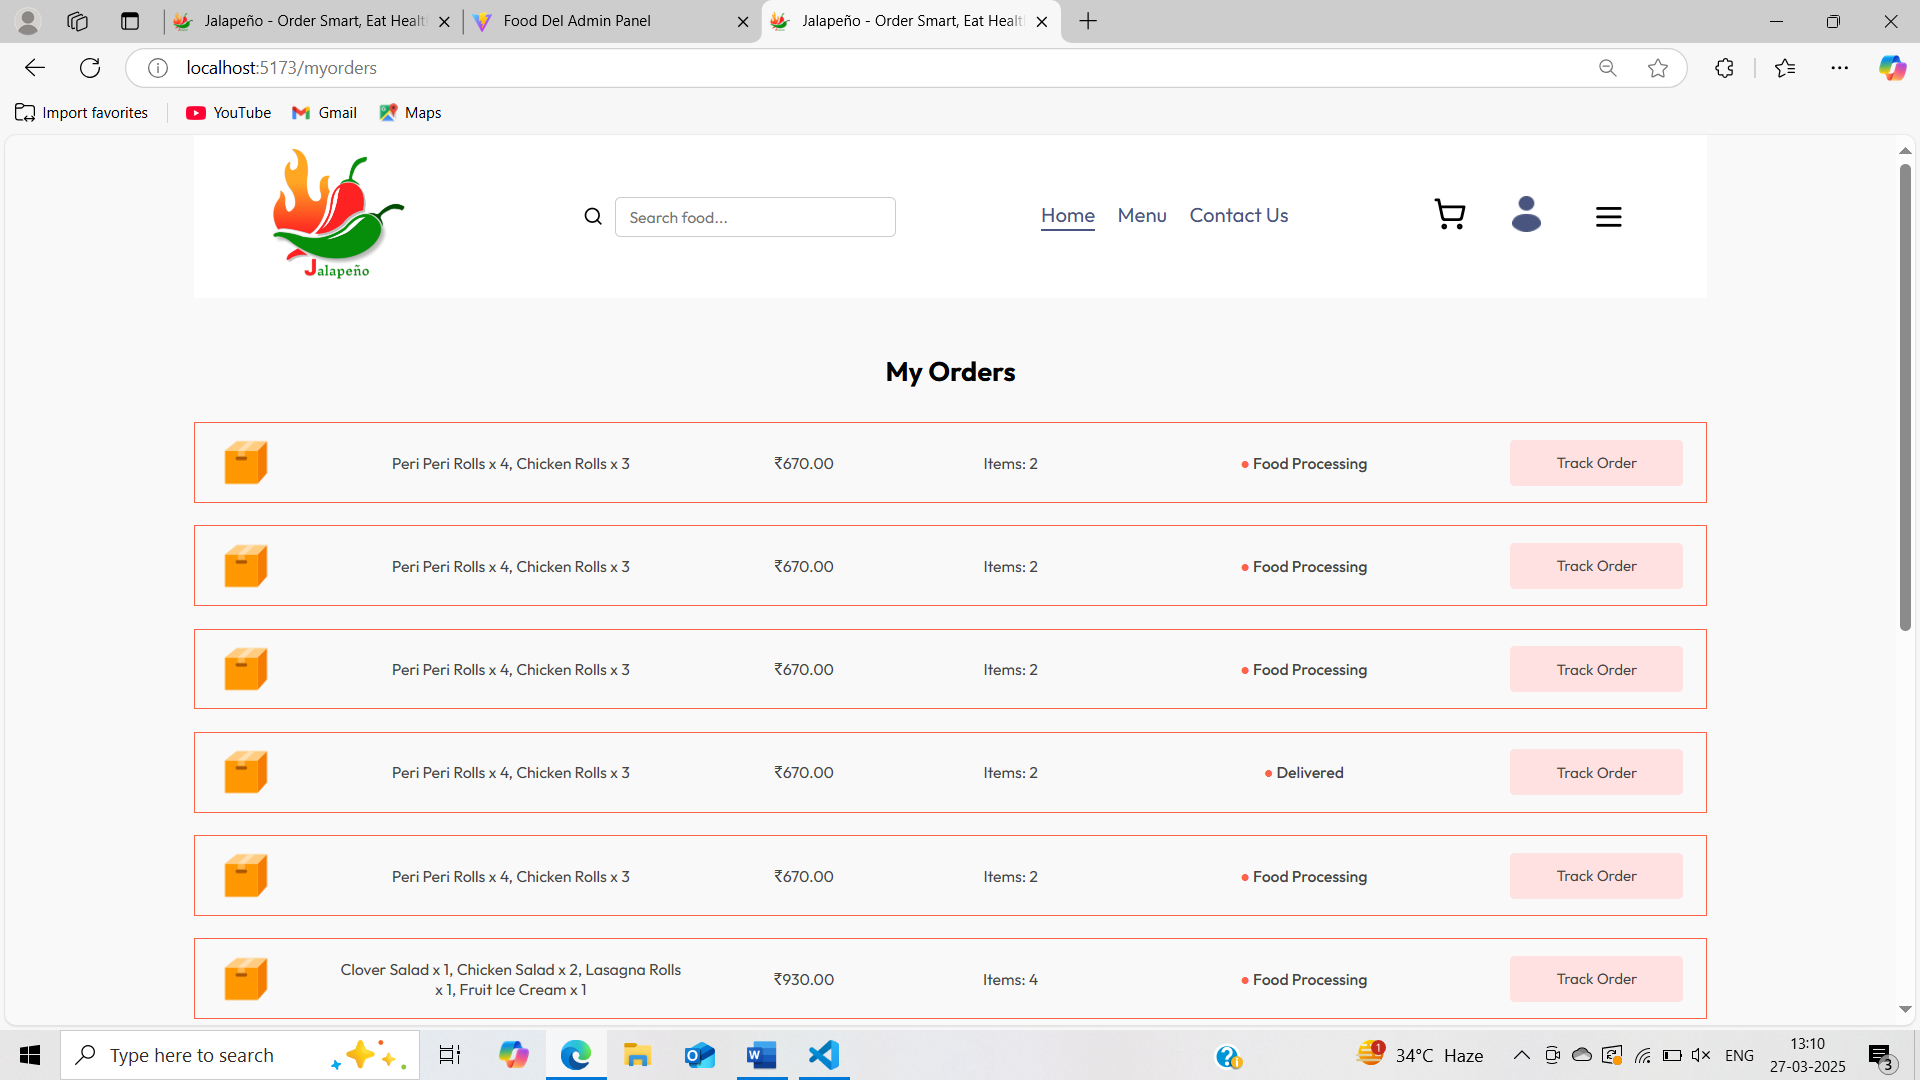 Jalapeño - Order Smart, Eat Healt
Food Del Admin Panel
Jalapeño - Order Smart, Eat Healt
localhost:5173/myorders
Import favorites
YouTube
Gmail
Maps
Jalapeño
Search food...
Home
Menu
Contact Us
My Orders
Peri Peri Rolls x 4, Chicken Rolls x 3
₹670.00
Items: 2
Food Processing
Track Order
Peri Peri Rolls x 4, Chicken Rolls x 3
₹670.00
Items: 2
Food Processing
Track Order
Peri Peri Rolls x 4, Chicken Rolls x 3
₹670.00
Items: 2
Food Processing
Track Order
Peri Peri Rolls x 4, Chicken Rolls x 3
₹670.00
Items: 2
Delivered
Track Order
Peri Peri Rolls x 4, Chicken Rolls x 3
₹670.00
Items: 2
Food Processing
Track Order
Clover Salad x 1, Chicken Salad x 2, Lasagna Rolls
x 1, Fruit Ice Cream x 1
₹930.00
Items: 4
Food Processing
Track Order
Type here to search
1
34°C Haze
ENG
13:10
27-03-2025
3